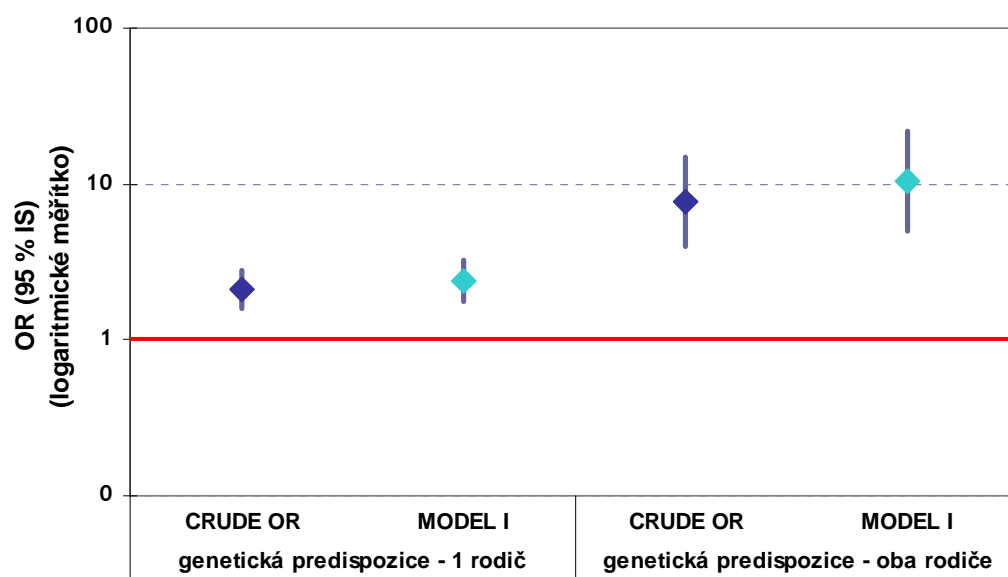 OR (95 % IS)
(logaritmické měřítko)
100
10
1
0
CRUDE OR MODEL I CRUDE OR MODEL I
genetická predispozice - 1 rodič genetická predispozice - oba rodiče